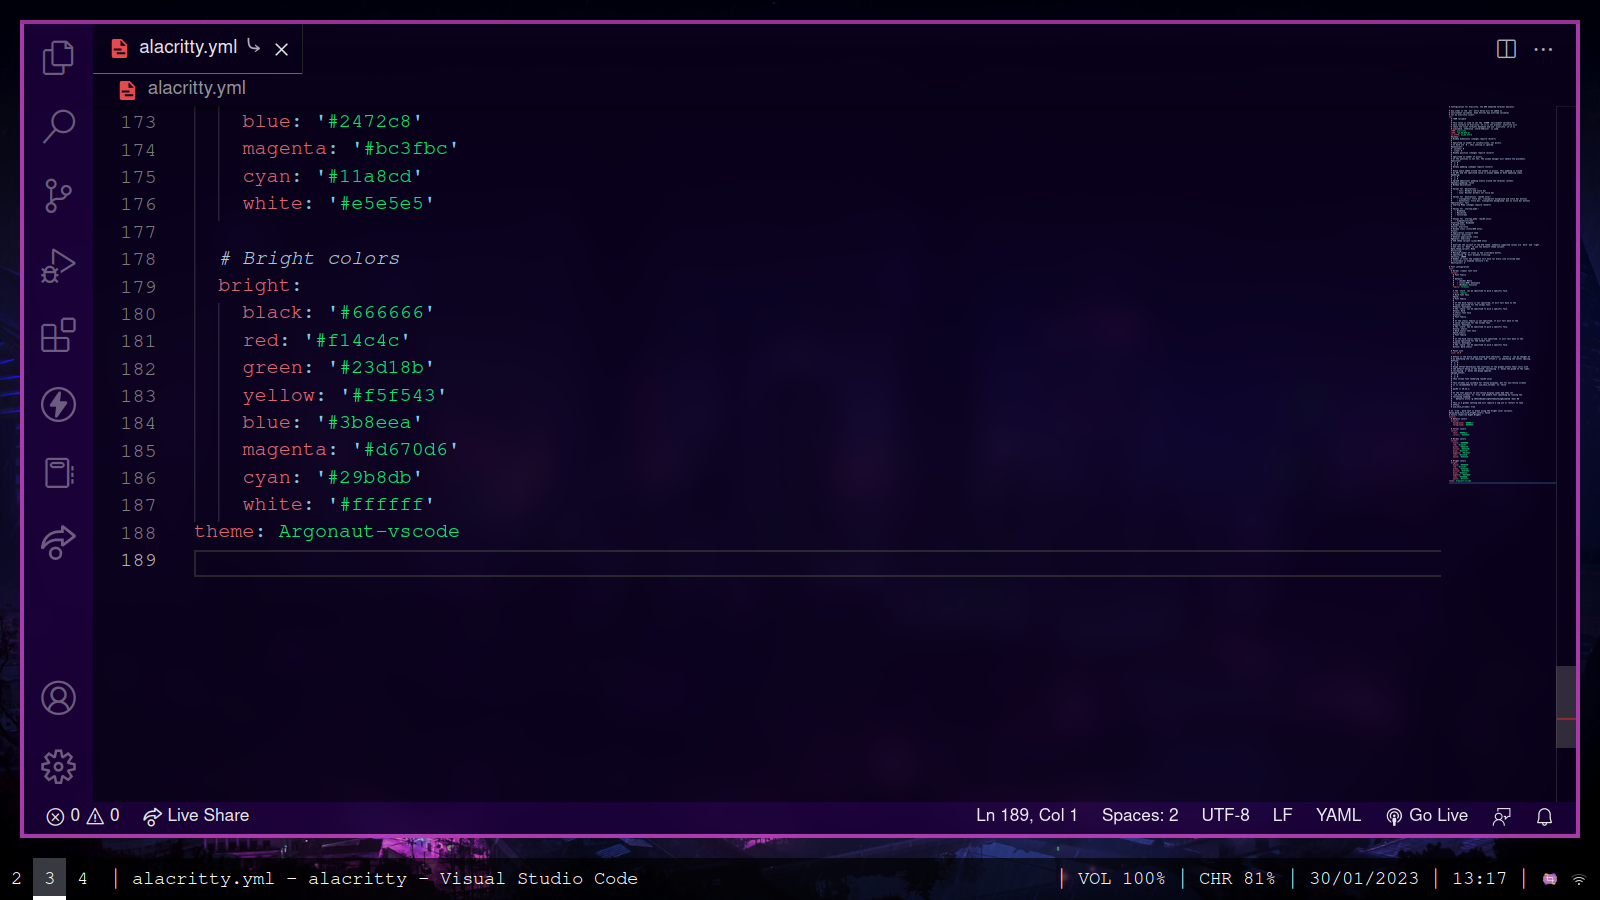 alacritty.yml
alacritty.yml
173 blue: '#2472c8'
174 magenta: '#bc3fbc'
175 cyan: '#11a8cd'
176 white: '#e5e5e5'
177
178 # Bright colors
179 bright:
180 black: '#666666'
181 red: '#f14c4c'
182 green: '#23d18b'
183 yellow: '#f5f543'
184 blue: '#3b8eea'
185 magenta: '#d670d6'
186 cyan: '#29b8db'
187 white: '#ffffff'
188 theme: Argonaut-vscode
189
0 0 Live Share Ln 189, Col 1 Spaces: 2 UTF-8 LF YAML Go Live
2 3 4 | alacritty.yml - alacritty - Visual Studio Code | VOL 100% | CHR 81% | 30/01/2023 | 13:17 |